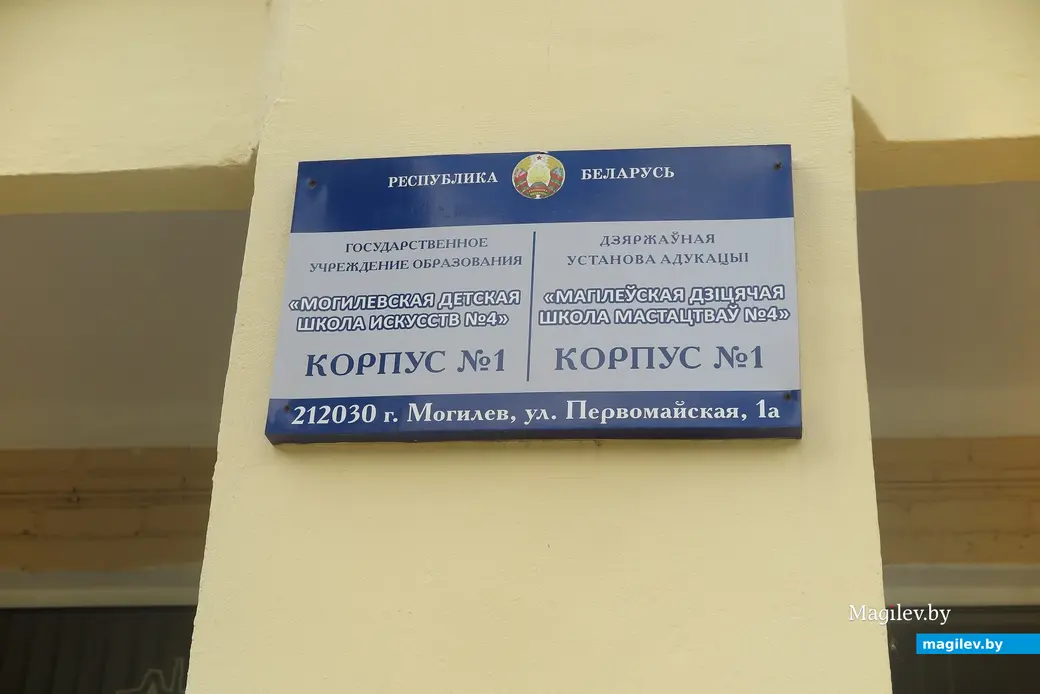 РЕСПУБЛИКА БЕЛАРУСЬ
ГОСУДАРСТВЕННОЕ
УЧРЕЖДЕНИЕ ОБРАЗОВАНИЯ
«МОГИЛЕВСКАЯ ДЕТСКАЯ
ШКОЛА ИСКУССТВ №4»
КОРПУС №1
ДЗЯРЖАЎНАЯ
УСТАНОВА АДУКАЦЫІ
«МАГІЛЕЎСКАЯ ДЗІЦЯЧАЯ
ШКОЛА МАСТАЦТВАЎ №4»
КОРПУС №1
212030 г. Могилев, ул. Первомайская, 1а
Magilev.by
magilev.by